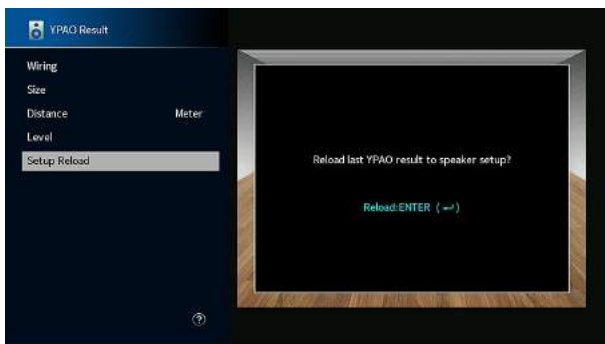 YPAO Result
Wiring
Size
Distance Meter
Level
Setup Reload
Reload last YPAO result to speaker setup?
Reload:ENTER (↵)
?